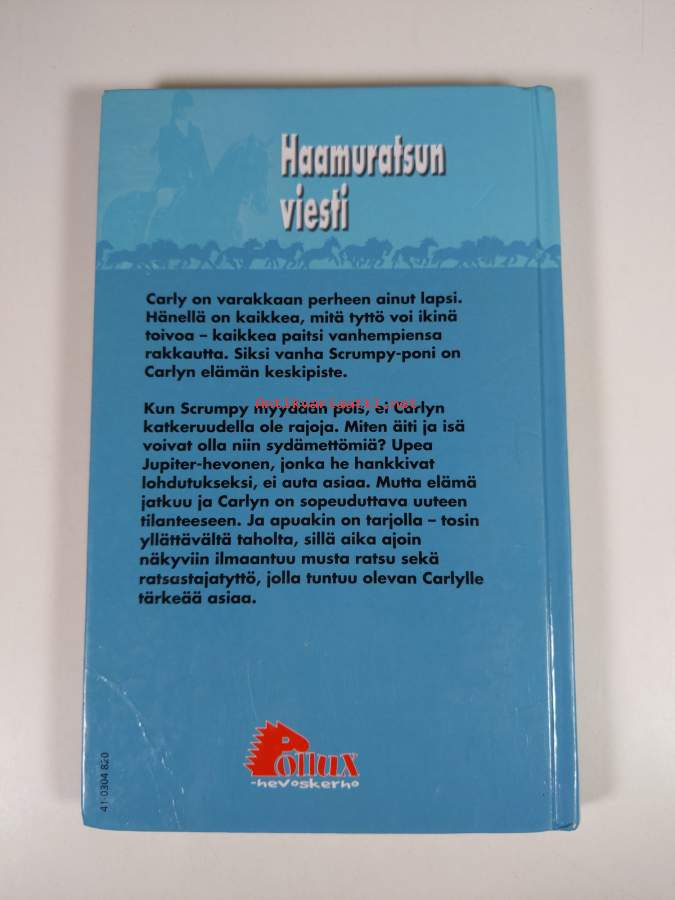 Haamuratsun
viesti
Carly on varakkaan perheen ainut lapsi.
Hänellä on kaikkea, mitä tyttö voi ikinä
toivoa – kaikkea paitsi vanhempiensa
rakkautta. Siksi vanha Scrumpy-poni on
Carlyn elämän keskipiste.
Antikvariaatti.net
Kun Scrumpy myydään pois, ei Carlyn
katkeruudella ole rajoja. Miten äiti ja isä
voivat olla niin sydämettömiä? Upea
Jupiter-hevonen, jonka he hankkivat
lohdutukseksi, ei auta asiaa. Mutta elämä
jatkuu ja Carlyn on sopeuduttava uuteen
tilanteeseen. Ja apuakin on tarjolla – tosin
yllättävältä taholta, sillä aika ajoin
näkyviin ilmaantuu musta ratsu sekä
ratsastajatyttö, jolla tuntuu olevan Carlylle
tärkeää asiaa.
Pollux
-hevoskerho
41-0304 820